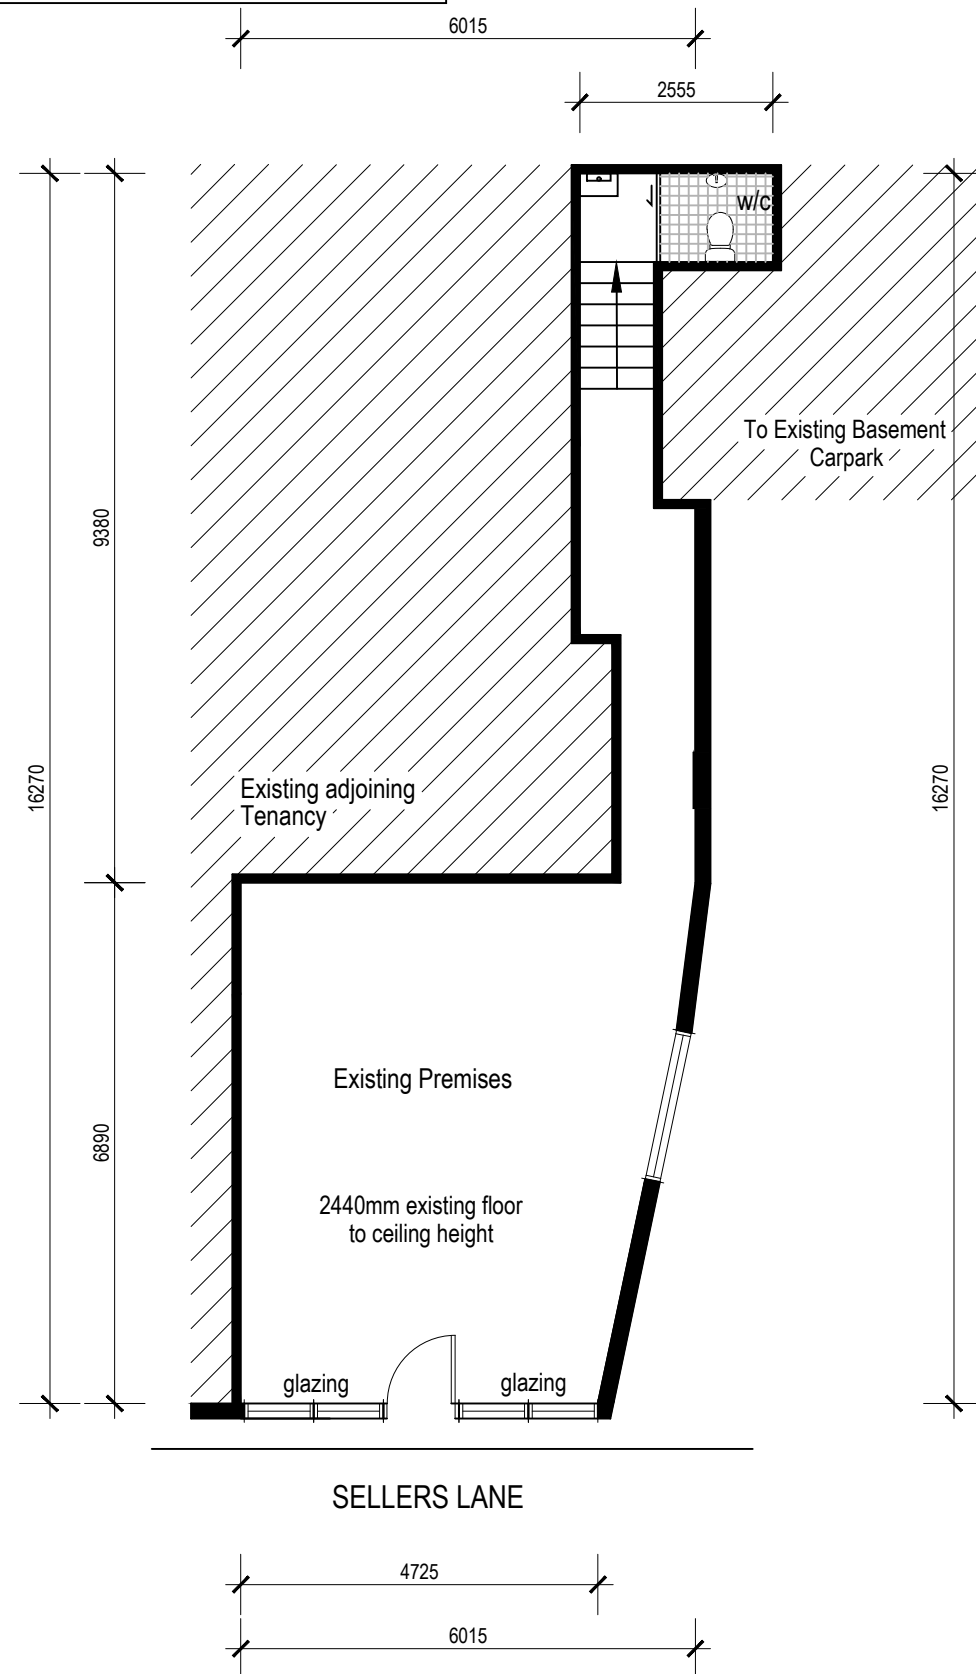 6015
2555
w/c
To Existing Basement
Carpark
9380
16270
16270
Existing adjoining
Tenancy
Existing Premises
6890
2440mm existing floor
to ceiling height
glazing
glazing
SELLERS LANE
4725
6015